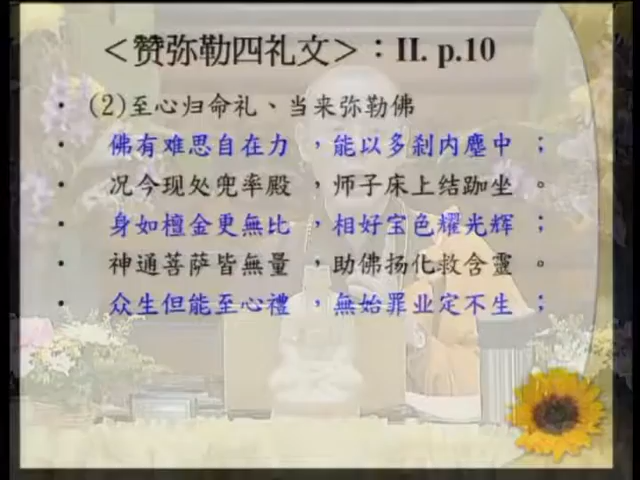 ＜赞弥勒四礼文＞：II. p.10
• (2)至心归命礼、当来弥勒佛
• 佛有难思自在力 ，能以多剎内塵中 ；
• 况今现处兜率殿 ，师子床上结跏坐 。
• 身如檀金更無比 ，相好宝色耀光辉 ；
• 神通菩萨皆無量 ，助佛扬化救含靈 。
• 众生但能至心禮 ，無始罪业定不生 ；